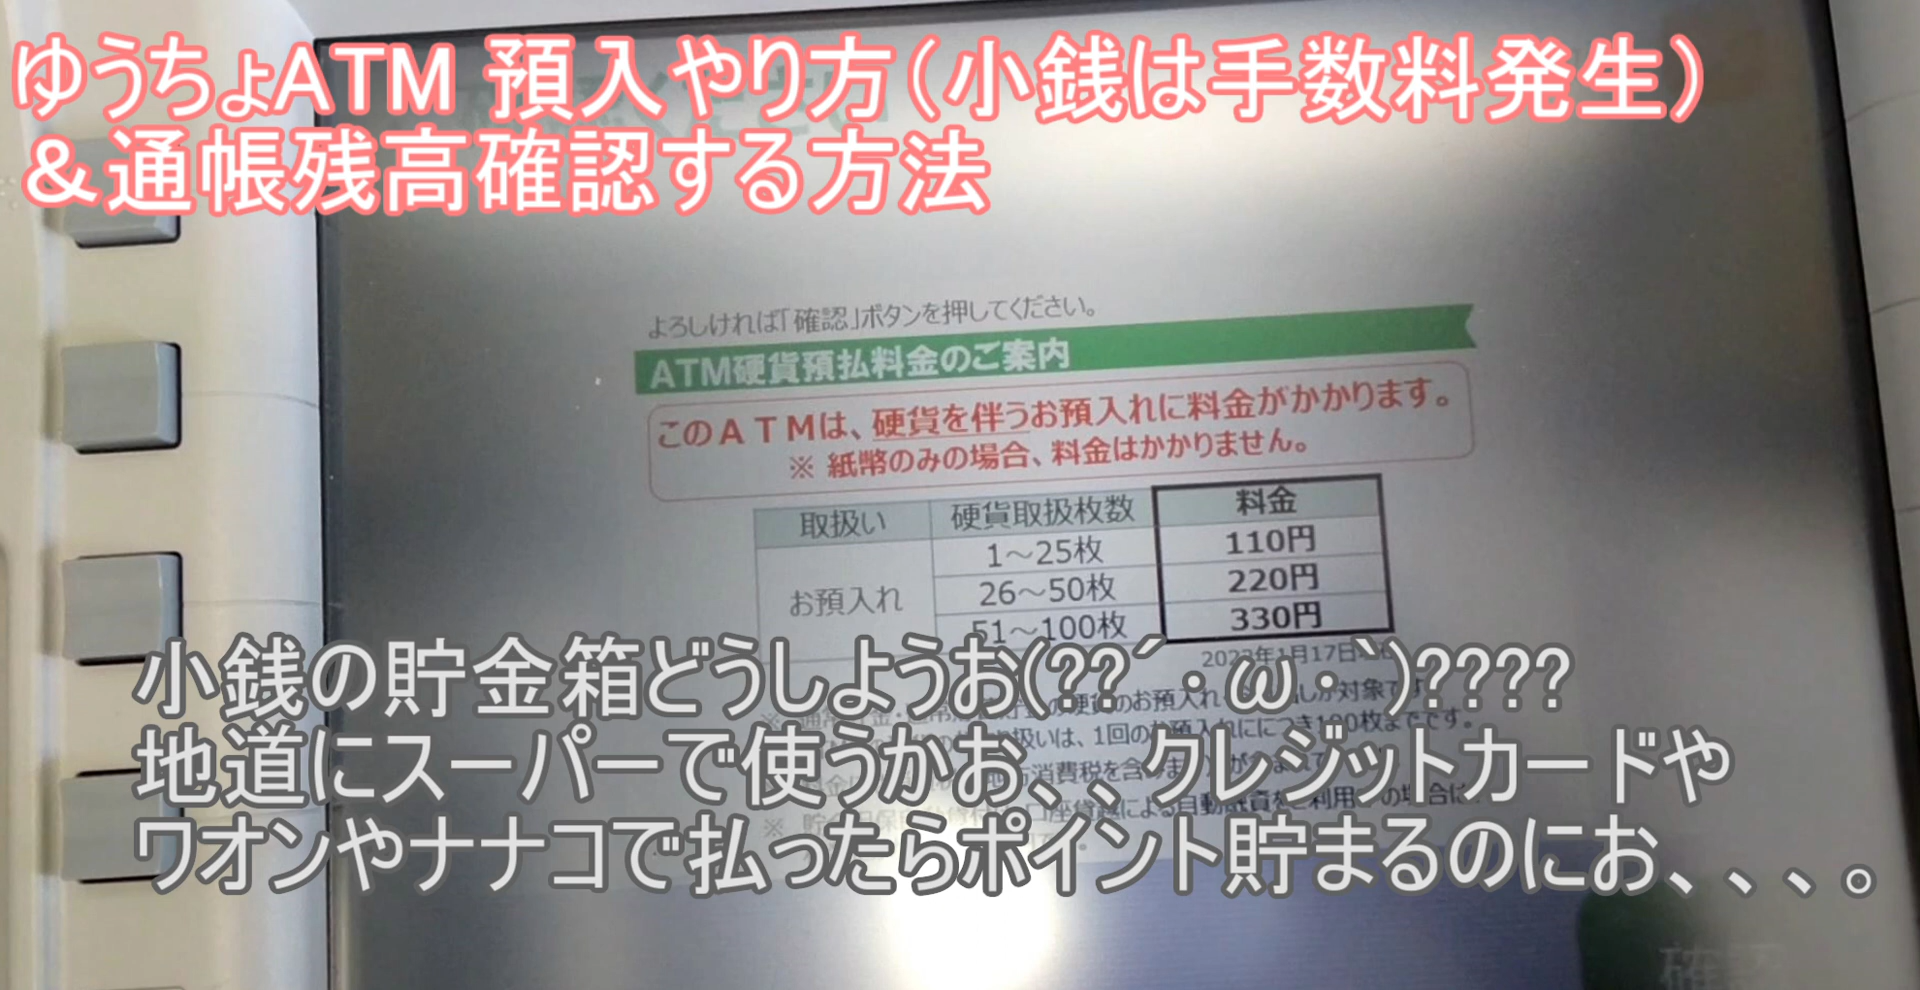 ゆうちょATM 預入やり方（小銭は手数料発生）
＆通帳残高確認する方法
よろしければ「確認」ボタンを押してください。
ATM硬貨預払料金のご案内
このＡＴＭは、硬貨を伴うお預入れに料金がかかります。
※ 紙幣のみの場合、料金はかかりません。
取扱い 硬貨取扱枚数 料金
お預入れ 1～25枚 110円
26～50枚 220円
51～100枚 330円
小銭の貯金箱どうしようお(??´・ω・`)????
地道にスーパーで使うかお、、、クレジットカードや
ワオンやナナコで払ったらポイント貯まるのにお、、、、。